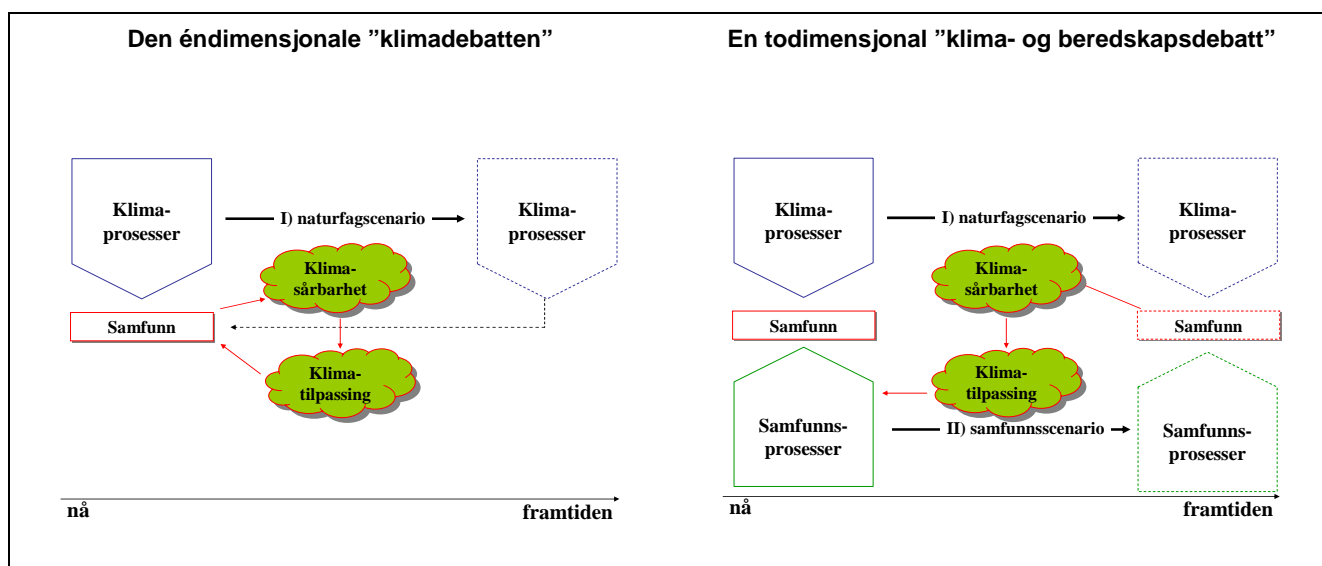 Den éndimensjonale ”klimadebatten”
Klima-
prosesser
I) naturfagscenario
Klima-
prosesser
Klima-
sårbarhet
Samfunn
Klima-
tilpassing
nå
framtiden
En todimensjonal ”klima- og beredskapsdebatt”
Klima-
prosesser
I) naturfagscenario
Klima-
prosesser
Klima-
sårbarhet
Samfunn
Samfunn
Klima-
tilpassing
Samfunns-
prosesser
II) samfunnsscenario
Samfunns-
prosesser
nå
framtiden